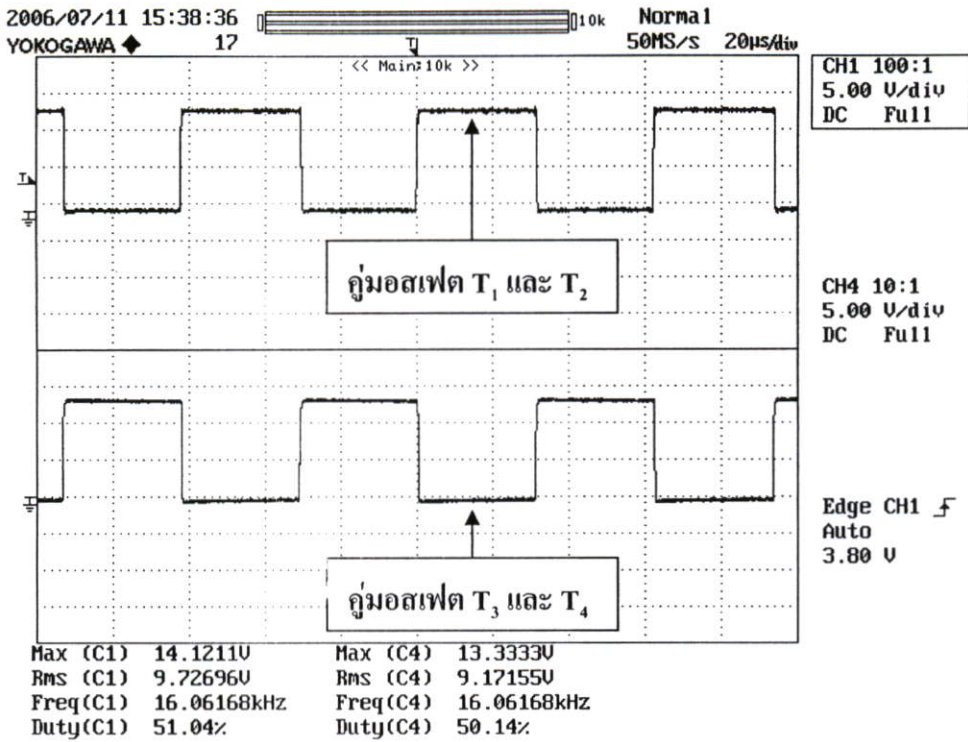 2006/07/11 15:38:36
10k
Normal
YOKOGAWA ◆ 17
50MS/s 20µs/div
<< Main:10k >>
CH1 100:1
5.00 V/div
DC Full
คู่มอสเฟต T1 และ T2
CH4 10:1
5.00 V/div
DC Full
Edge CH1
Auto
3.80 V
คู่มอสเฟต T3 และ T4
Max (C1) 14.1211V Max (C4) 13.3333V
Rms (C1) 9.72696V Rms (C4) 9.17155V
Freq(C1) 16.06168kHz Freq(C4) 16.06168kHz
Duty(C1) 51.04% Duty(C4) 50.14%